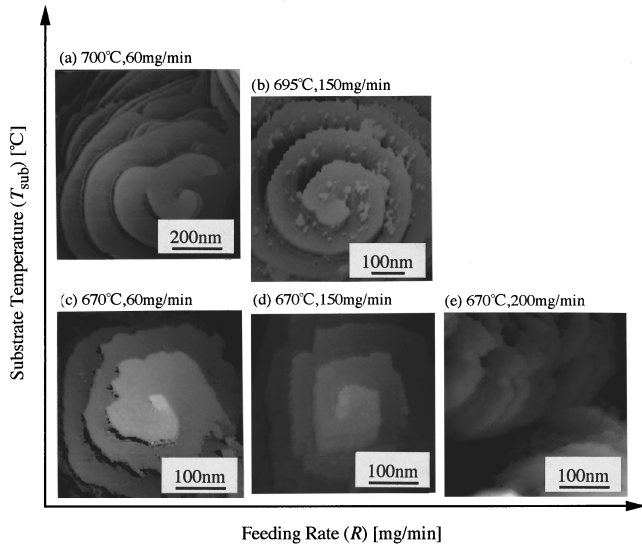 (a) 700℃,60mg/min
(b) 695℃,150mg/min
200nm
100nm
(c) 670℃,60mg/min
(d) 670℃,150mg/min
(e) 670℃,200mg/min
100nm
100nm
100nm
Substrate Temperature (Tsub) [℃]
Feeding Rate (R) [mg/min]